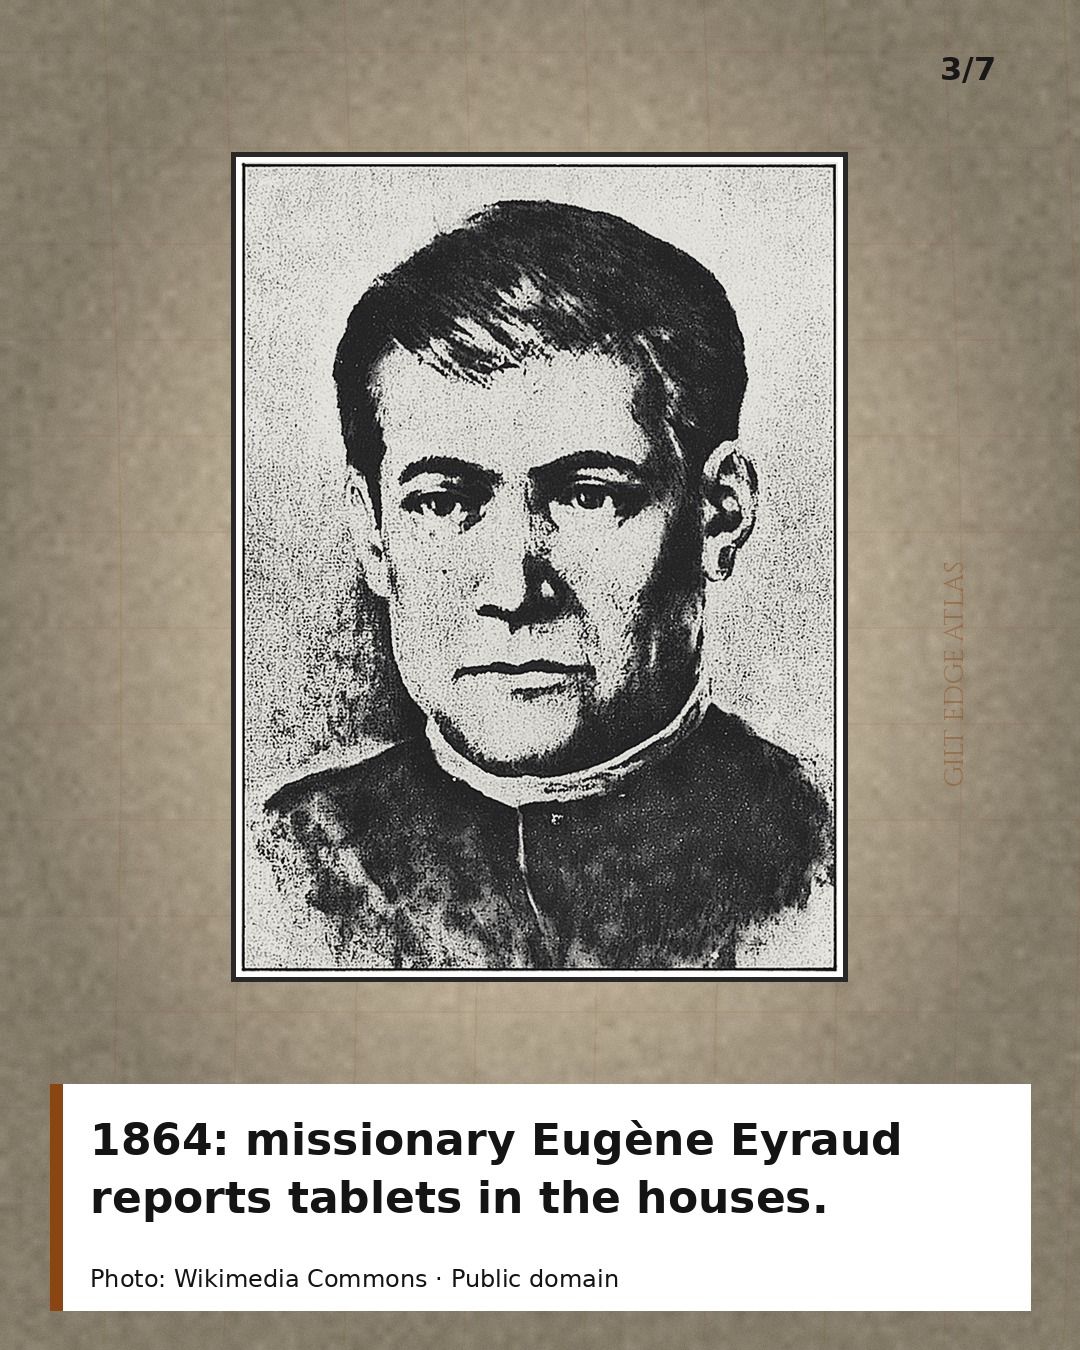 3/7
GILT EDGE ATLAS
1864: missionary Eugène Eyraud
reports tablets in the houses.
Photo: Wikimedia Commons · Public domain